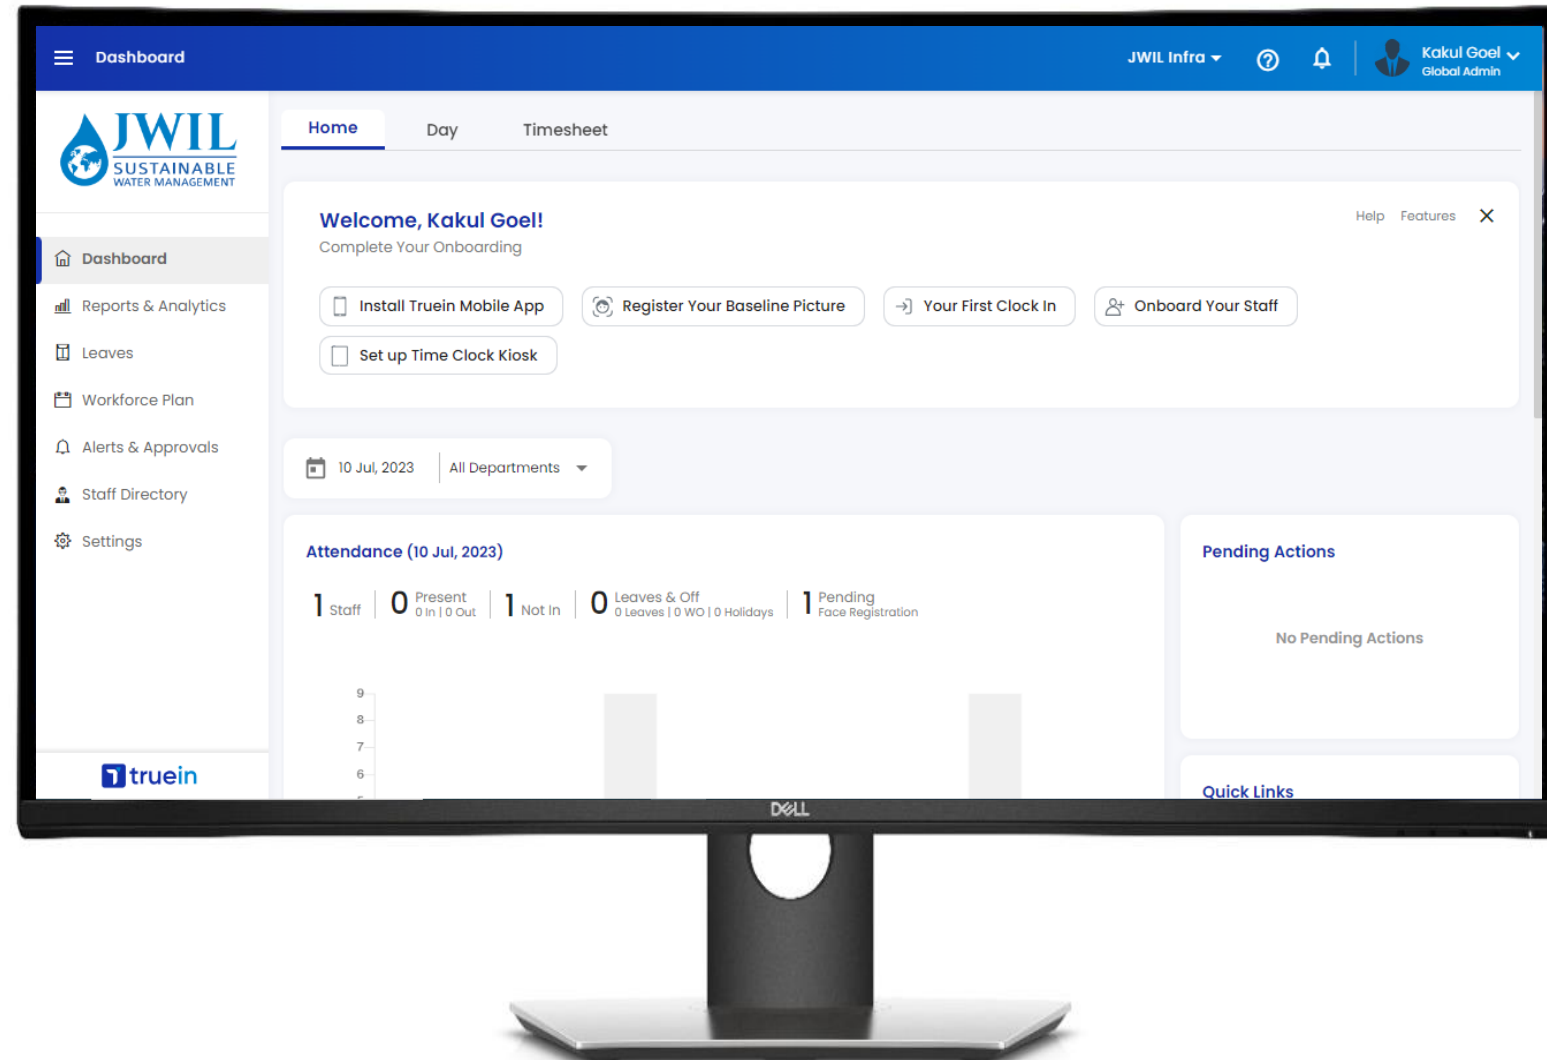 Dashboard
JWIL Infra
Kakul Goel
Global Admin
JWIL
SUSTAINABLE
WATER MANAGEMENT
Home
Day
Timesheet
Welcome, Kakul Goel!
Help
Features
Complete Your Onboarding
Install Truein Mobile App
Register Your Baseline Picture
Your First Clock In
Onboard Your Staff
Set up Time Clock Kiosk
Dashboard
Reports & Analytics
Leaves
Workforce Plan
Alerts & Approvals
Staff Directory
Settings
truein
10 Jul, 2023
All Departments
Attendance (10 Jul, 2023)
1 Staff
0 Present
0 In | 0 Out
1 Not In
0 Leaves & Off
0 Leaves | 0 WO | 0 Holidays
1 Pending
Face Registration
9
8
7
6
Pending Actions
No Pending Actions
Quick Links
DELL